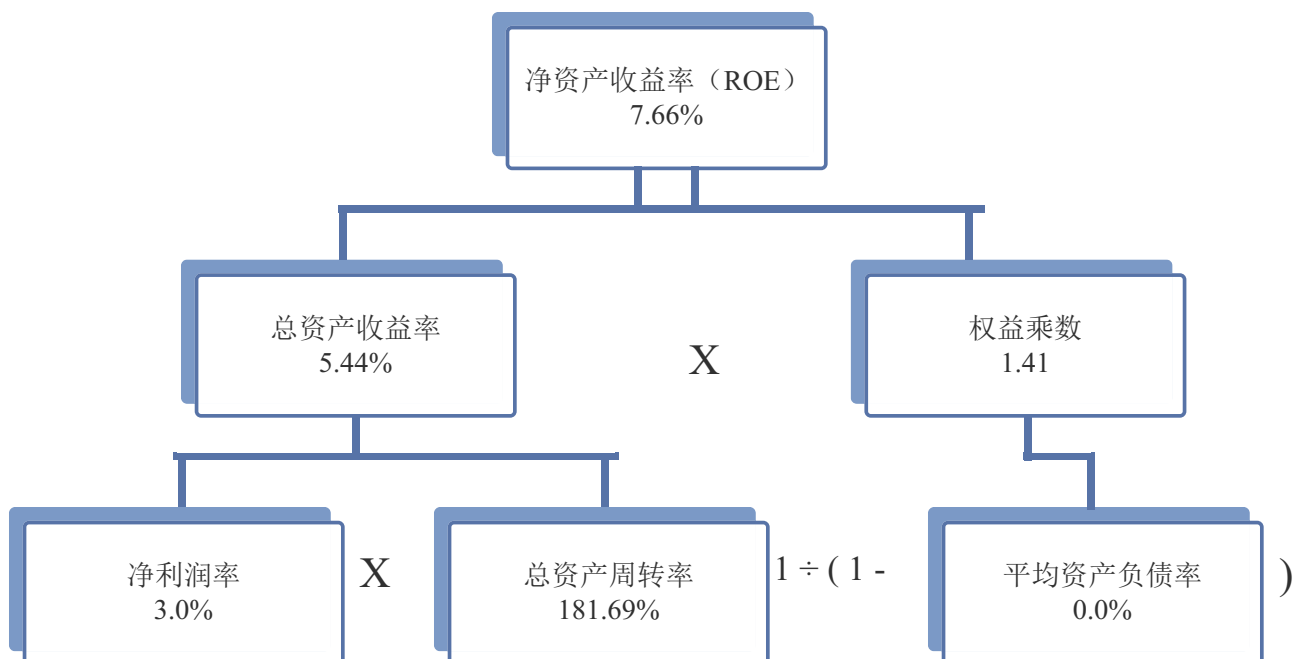 净资产收益率（ROE）
7.66%
总资产收益率
5.44%
X
权益乘数
1.41
净利润率
3.0%
X
总资产周转率
181.69%
1 ÷ ( 1 -
平均资产负债率
0.0%
)